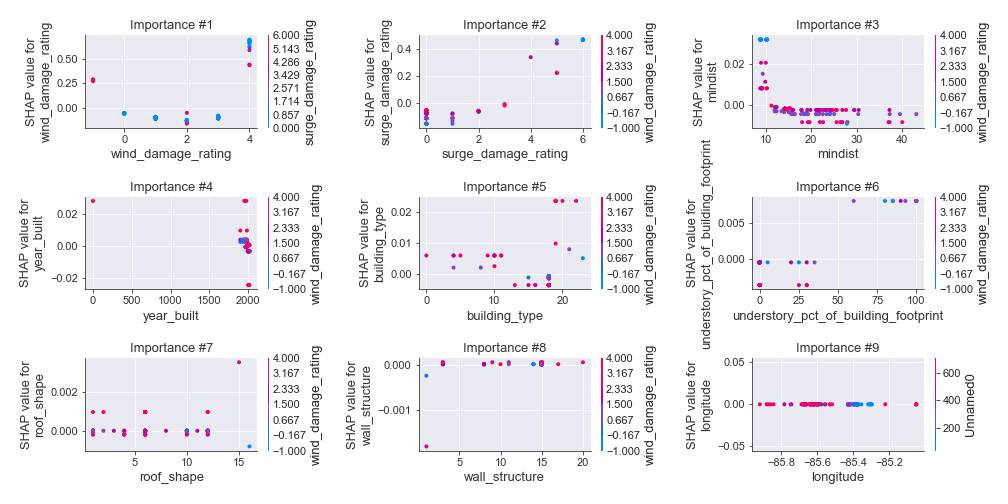 Importance #1
SHAP value for
wind_damage_rating
0.50
0.00
0
2
4
wind_damage_rating
6.000
5.143
4.286
3.429
2.571
1.714
0.857
0.000
surge_damage_rating
Importance #2
SHAP value for
surge_damage_rating
0.4
0.2
0.0
0
2
4
6
surge_damage_rating
4.000
3.167
2.333
1.500
0.667
−0.167
−1.000
wind_damage_rating
Importance #3
SHAP value for
mindist
0.02
0.00
10
20
30
40
mindist
4.000
3.167
2.333
1.500
0.667
−0.167
−1.000
wind_damage_rating
Importance #4
SHAP value for
year_built
0.02
0.00
−0.02
0
500
1000
1500
2000
year_built
4.000
3.167
2.333
1.500
0.667
−0.167
−1.000
wind_damage_rating
Importance #5
SHAP value for
building_type
0.02
0.01
0.00
0
10
20
building_type
4.000
3.167
2.333
1.500
0.667
−0.167
−1.000
wind_damage_rating
Importance #6
SHAP value for
understory_pct_of_building_footprint
0.005
0.000
0
25
50
75
100
understory_pct_of_building_footprint
4.000
3.167
2.333
1.500
0.667
−0.167
−1.000
wind_damage_rating
Importance #7
SHAP value for
roof_shape
0.002
0.000
5
10
15
roof_shape
4.000
3.167
2.333
1.500
0.667
−0.167
−1.000
wind_damage_rating
Importance #8
SHAP value for
wall_structure
0.000
−0.001
5
10
15
20
wall_structure
4.000
3.167
2.333
1.500
0.667
−0.167
−1.000
wind_damage_rating
Importance #9
SHAP value for
longitude
0.05
0.00
−0.05
−85.8
−85.6
−85.4
−85.2
longitude
600
400
200
Unnamed0